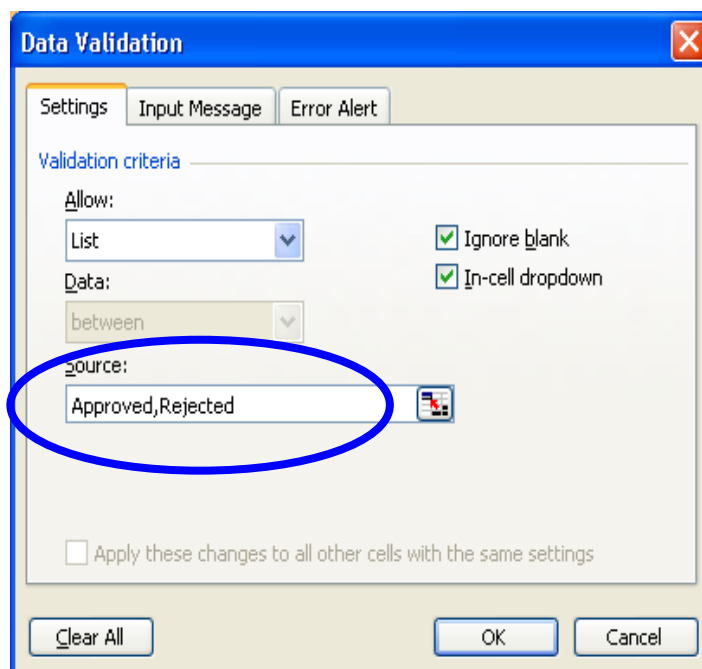 Data Validation
Settings
Input Message
Error Alert
Validation criteria
Allow:
List
Ignore blank
Data:
In-cell dropdown
between
Source:
Approved,Rejected
Apply these changes to all other cells with the same settings
Clear All
OK
Cancel